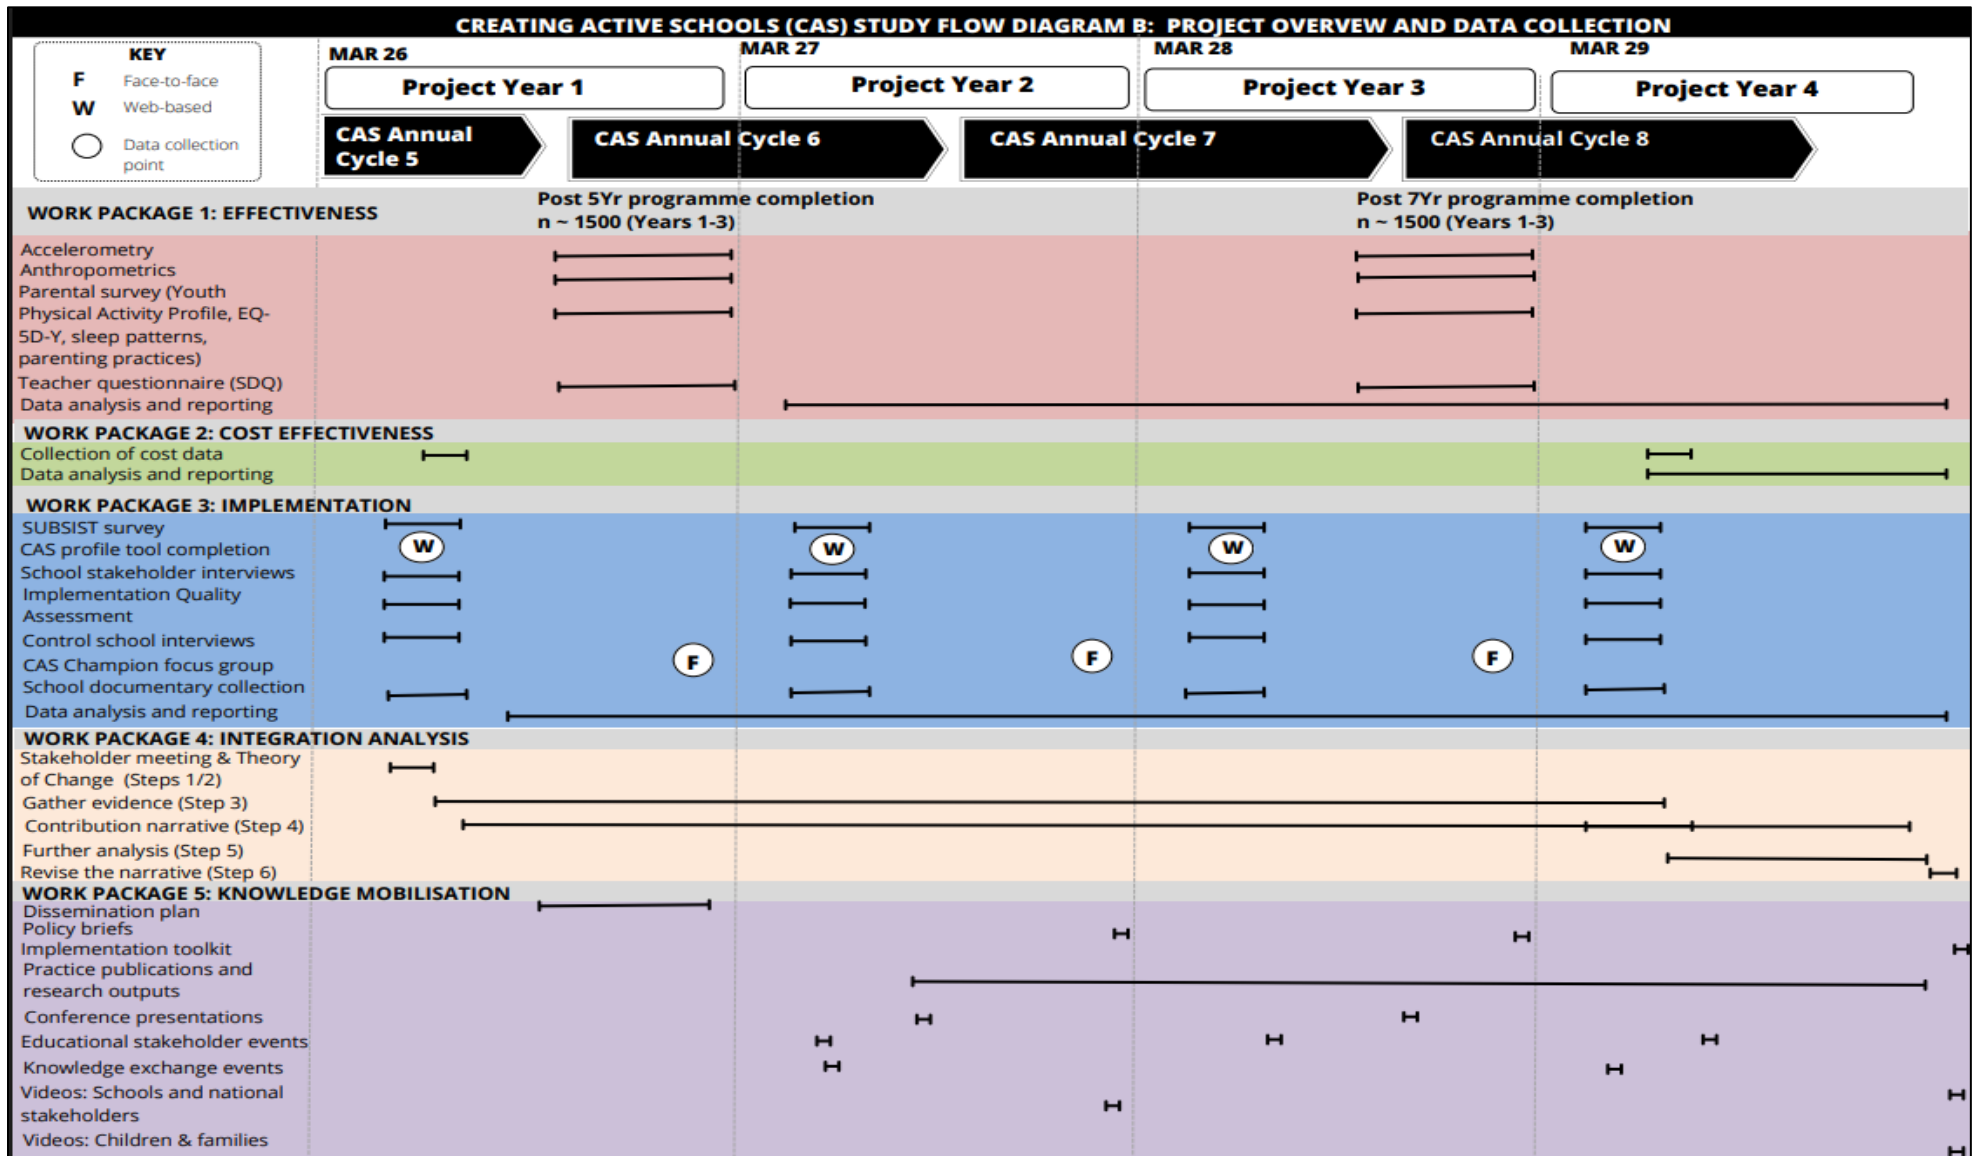 CREATING ACTIVE SCHOOLS (CAS) STUDY FLOW DIAGRAM B: PROJECT OVERVEW AND DATA COLLECTION
KEY
F Face-to-face
W Web-based
Data collection
point
MAR 26
MAR 27
MAR 28
MAR 29
Project Year 1
Project Year 2
Project Year 3
Project Year 4
CAS Annual
Cycle 5
CAS Annual Cycle 6
CAS Annual Cycle 7
CAS Annual Cycle 8
WORK PACKAGE 1: EFFECTIVENESS
Post 5Yr programme completion
n ~ 1500 (Years 1-3)
Post 7Yr programme completion
n ~ 1500 (Years 1-3)
Accelerometry
Anthropometrics
Parental survey (Youth
Physical Activity Profile, EQ-
5D-Y, sleep patterns,
parenting practices)
Teacher questionnaire (SDQ)
Data analysis and reporting
WORK PACKAGE 2: COST EFFECTIVENESS
Collection of cost data
Data analysis and reporting
WORK PACKAGE 3: IMPLEMENTATION
SUBSIST survey
CAS profile tool completion
W
W
W
W
School stakeholder interviews
Implementation Quality
Assessment
Control school interviews
CAS Champion focus group
F
F
F
School documentary collection
Data analysis and reporting
WORK PACKAGE 4: INTEGRATION ANALYSIS
Stakeholder meeting & Theory
of Change (Steps 1/2)
Gather evidence (Step 3)
Contribution narrative (Step 4)
Further analysis (Step 5)
Revise the narrative (Step 6)
WORK PACKAGE 5: KNOWLEDGE MOBILISATION
Dissemination plan
Policy briefs
Implementation toolkit
Practice publications and
research outputs
Conference presentations
Educational stakeholder events
Knowledge exchange events
Videos: Schools and national
stakeholders
Videos: Children & families